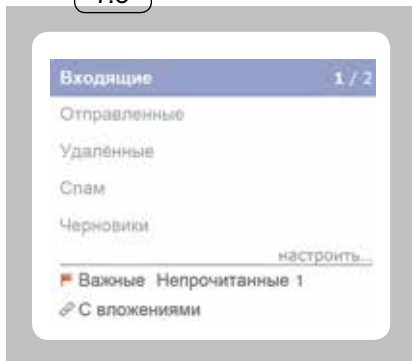 Входящие 1 / 2
Отправленные
Удалённые
Спам
Черновики
настроить...
Важные Непрочитанные 1
С вложениями